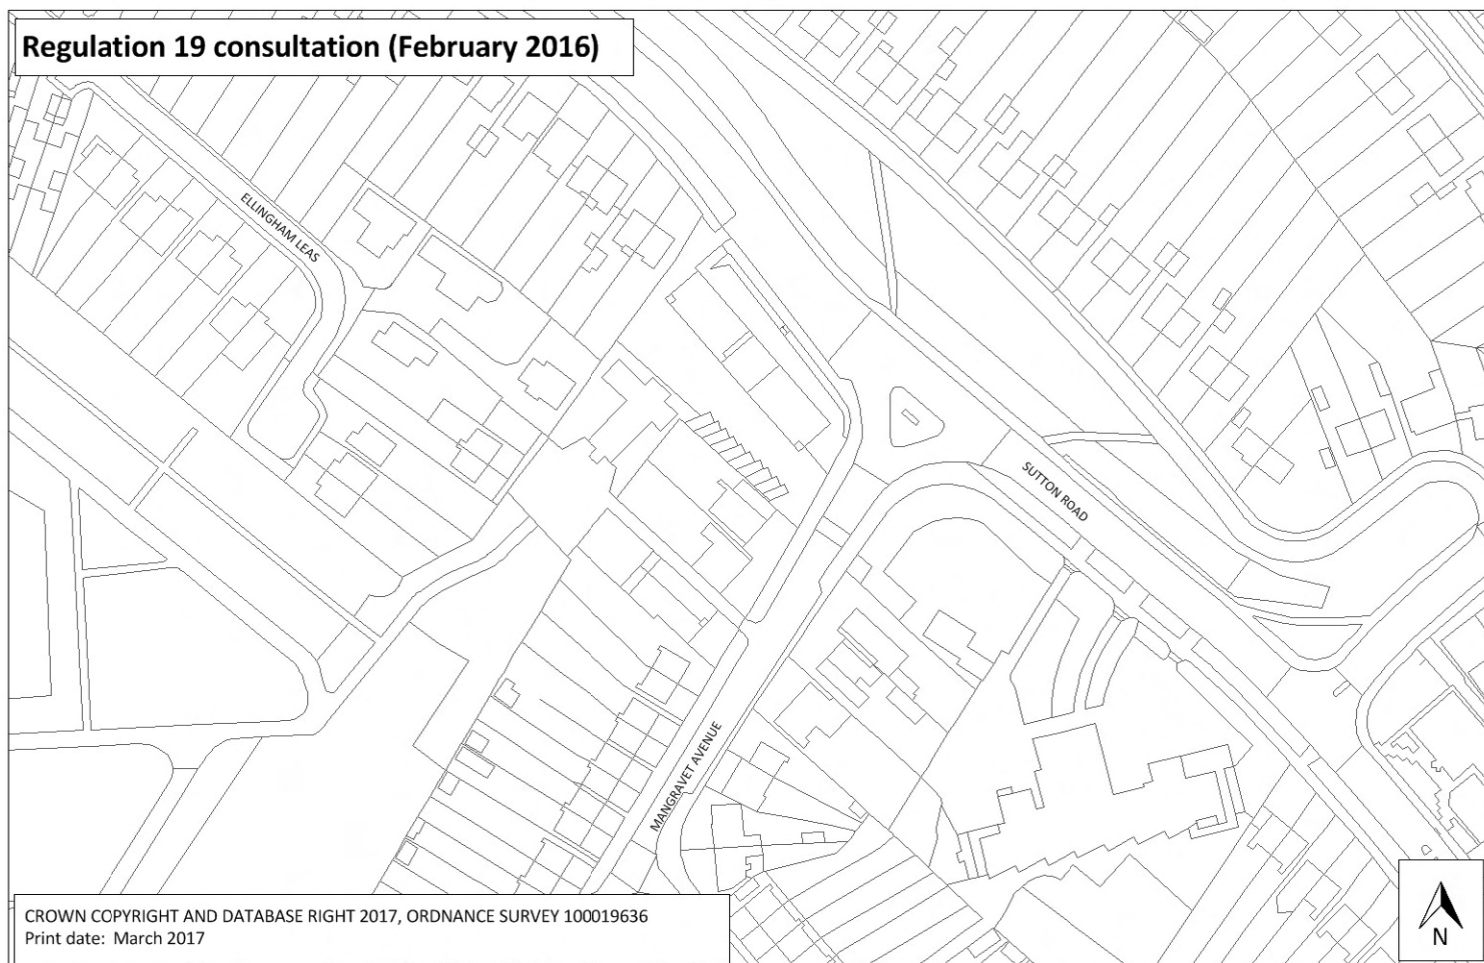 Regulation 19 consultation (February 2016)
ELLINGHAM LEAS
SUTTON ROAD
MANGRAVET AVENUE
CROWN COPYRIGHT AND DATABASE RIGHT 2017, ORDNANCE SURVEY 100019636
Print date: March 2017
N